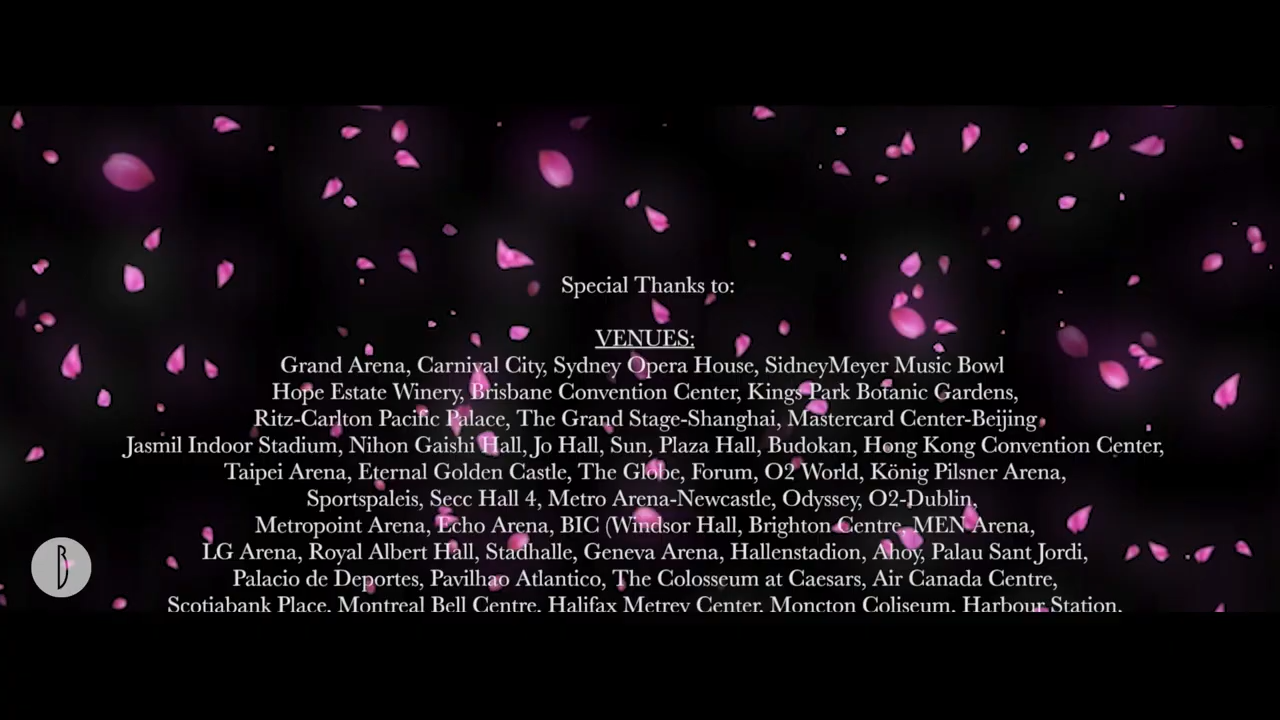 Special Thanks to:
VENUES:
Grand Arena, Carnival City, Sydney Opera House, SidneyMeyer Music Bowl
Hope Estate Winery, Brisbane Convention Center, Kings Park Botanic Gardens,
Ritz-Carlton Pacific Palace, The Grand Stage-Shanghai, Mastercard Center-Beijing
Jasmil Indoor Stadium, Nihon Gaishi Hall, Jo Hall, Sun, Plaza Hall, Budokan, Hong Kong Convention Center,
Taipei Arena, Eternal Golden Castle, The Globe, Forum, O2 World, König Pilsner Arena,
Sportspaleis, Secc Hall 4, Metro Arena-Newcastle, Odyssey, O2-Dublin,
Metropoint Arena, Echo Arena, BIC (Windsor Hall, Brighton Centre, MEN Arena,
LG Arena, Royal Albert Hall, Stadhalle, Geneva Arena, Hallenstadion, Ahoy, Palau Sant Jordi,
Palacio de Deportes, Pavilhao Atlantico, The Colosseum at Caesars, Air Canada Centre,
Scotiabank Place, Montreal Bell Centre, Halifax Metrey Center, Moncton Coliseum, Harbour Station,
B